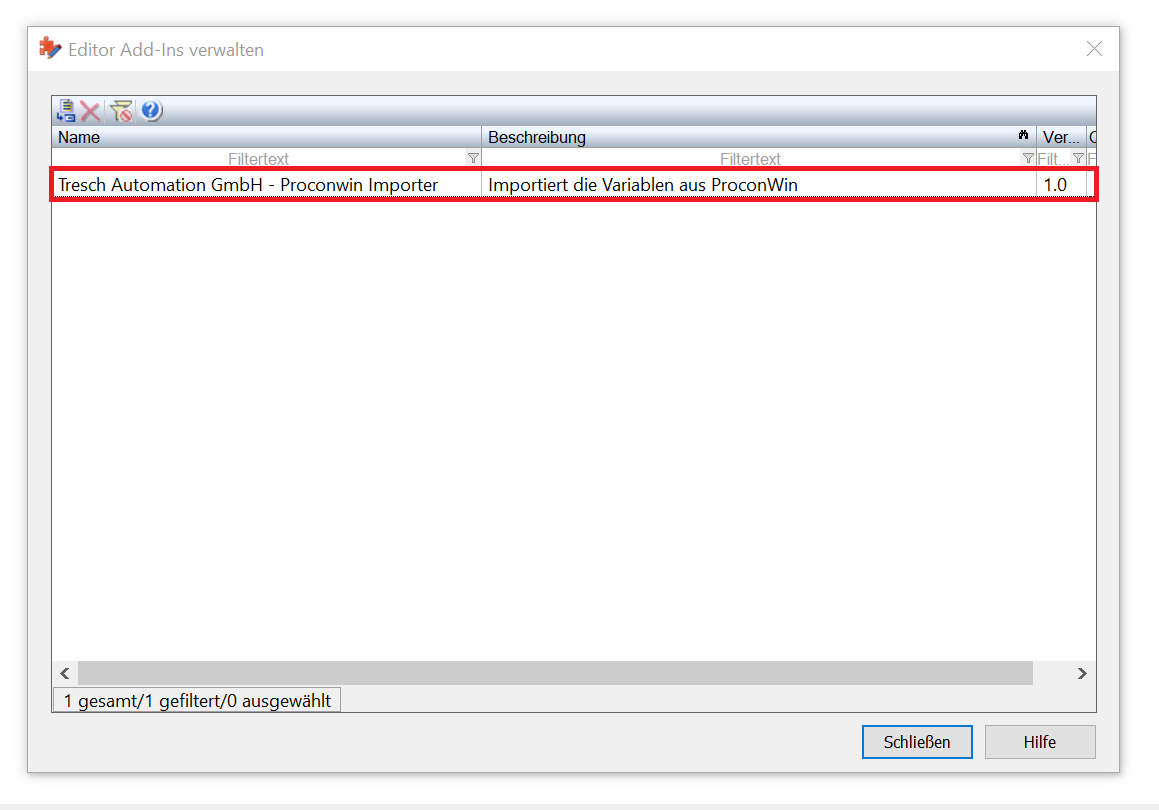 Editor Add-Ins verwalten
Name Beschreibung Ver...
Filtertext Filtertext Filt...
Tresch Automation GmbH - Proconwin Importer Importiert die Variablen aus ProconWin 1.0
1 gesamt/1 gefiltert/0 ausgewählt
Schließen Hilfe